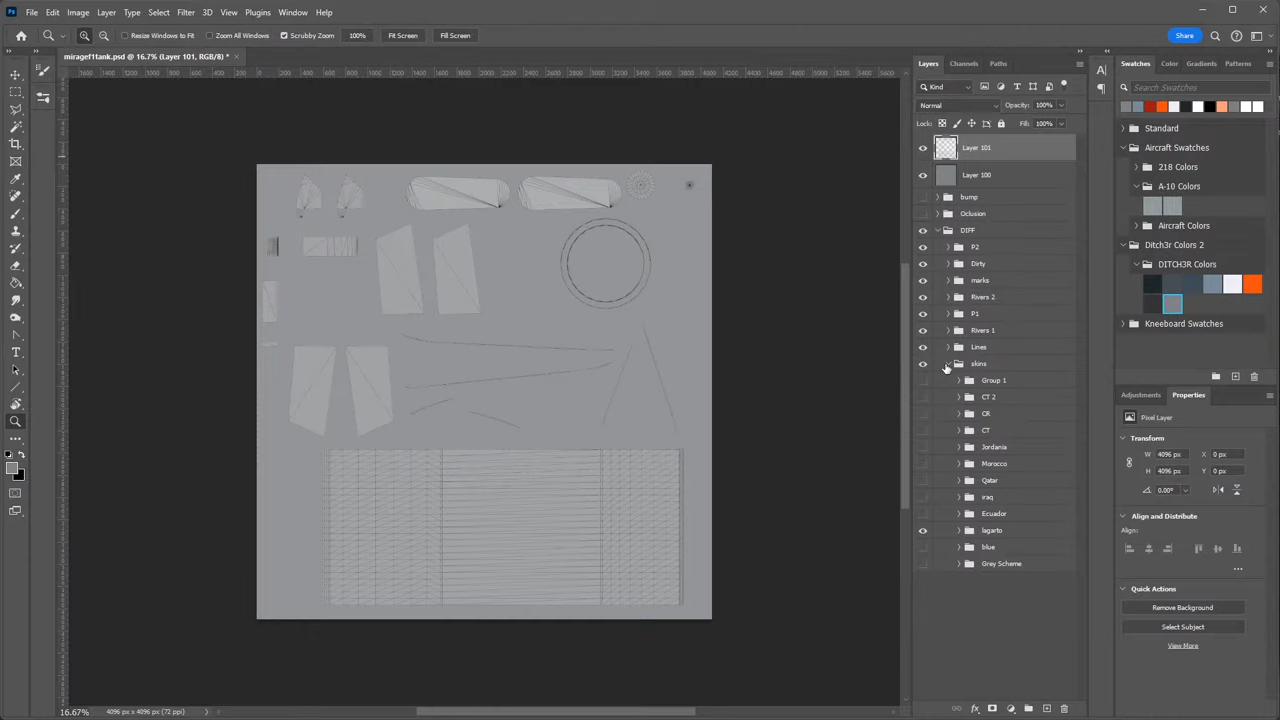 File Edit Image Layer Type Select Filter 3D View Plugins Window Help
Resize Windows to Fit Zoom All Windows Scrubby Zoom 100% Fit Screen Fill Screen Share
miragef1tank.psd @ 16.7% (Layer 101, RGB/8) *
Layers Channels Paths
Kind
Normal Opacity: 100%
Lock: Fill: 100%
Layer 101
Layer 100
bump
Oclusion
DIFF
P2
Dirty
marks
Rivers 2
P1
Rivers 1
Lines
skins
Group 1
CT 2
CR
CT
Jordania
Morocco
Qatar
iraq
Ecuador
lagarto
blue
Grey Scheme
Swatches Color Gradients Patterns
Search Swatches
Standard
Aircraft Swatches
218 Colors
A-10 Colors
Aircraft Colors
Ditch3r Colors 2
DITCH3R Colors
Kneeboard Swatches
Adjustments Properties
Pixel Layer
Transform
W 4096 px X 0 px
H 4096 px Y 0 px
0.00°
Align and Distribute
Align:
Quick Actions
Remove Background
Select Subject
View More
16.67% 4096 px x 4096 px (72 ppi)